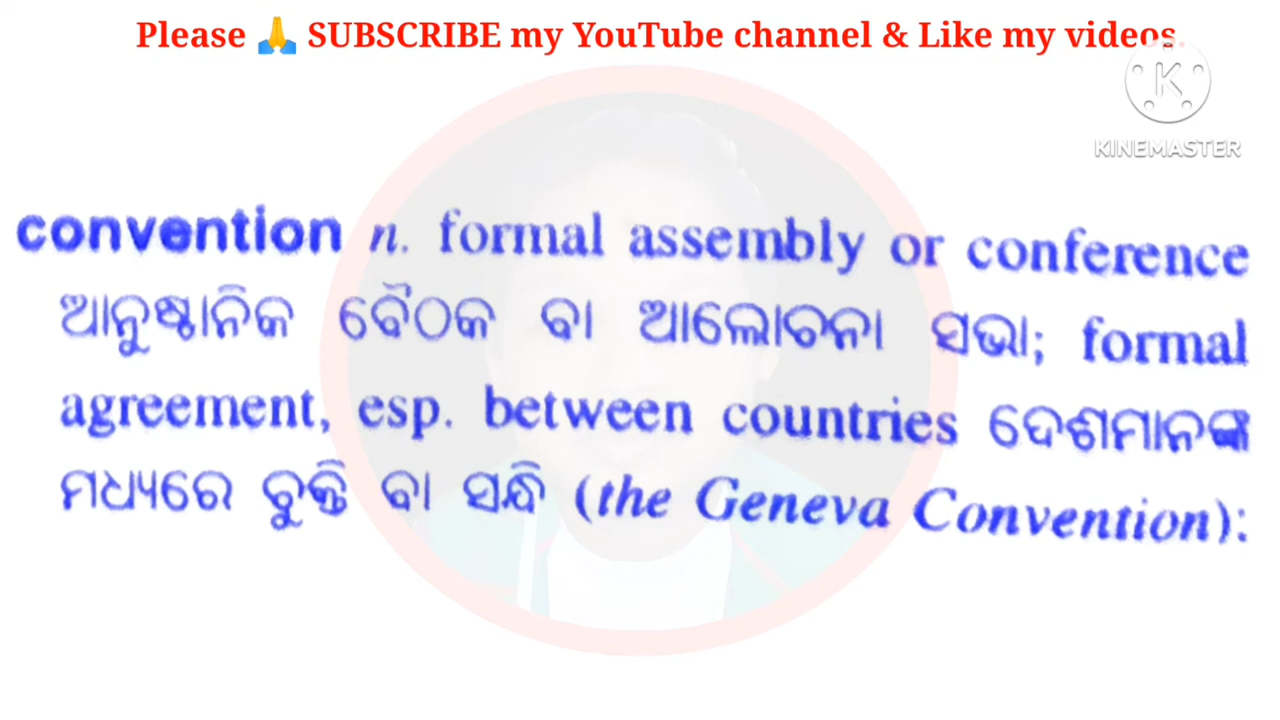 Please 🙏 SUBSCRIBE my YouTube channel & Like my videos.
KINEMASTER
convention n. formal assembly or conference
ଆନୁଷ୍ଠାନିକ ବୈଠକ ବା ଆଲୋଚନା ସଭା; formal
agreement, esp. between countries ଦେଶମାନଙ୍କ
ମଧ୍ୟରେ ଚୁକ୍ତି ବା ସନ୍ଧି (the Geneva Convention):